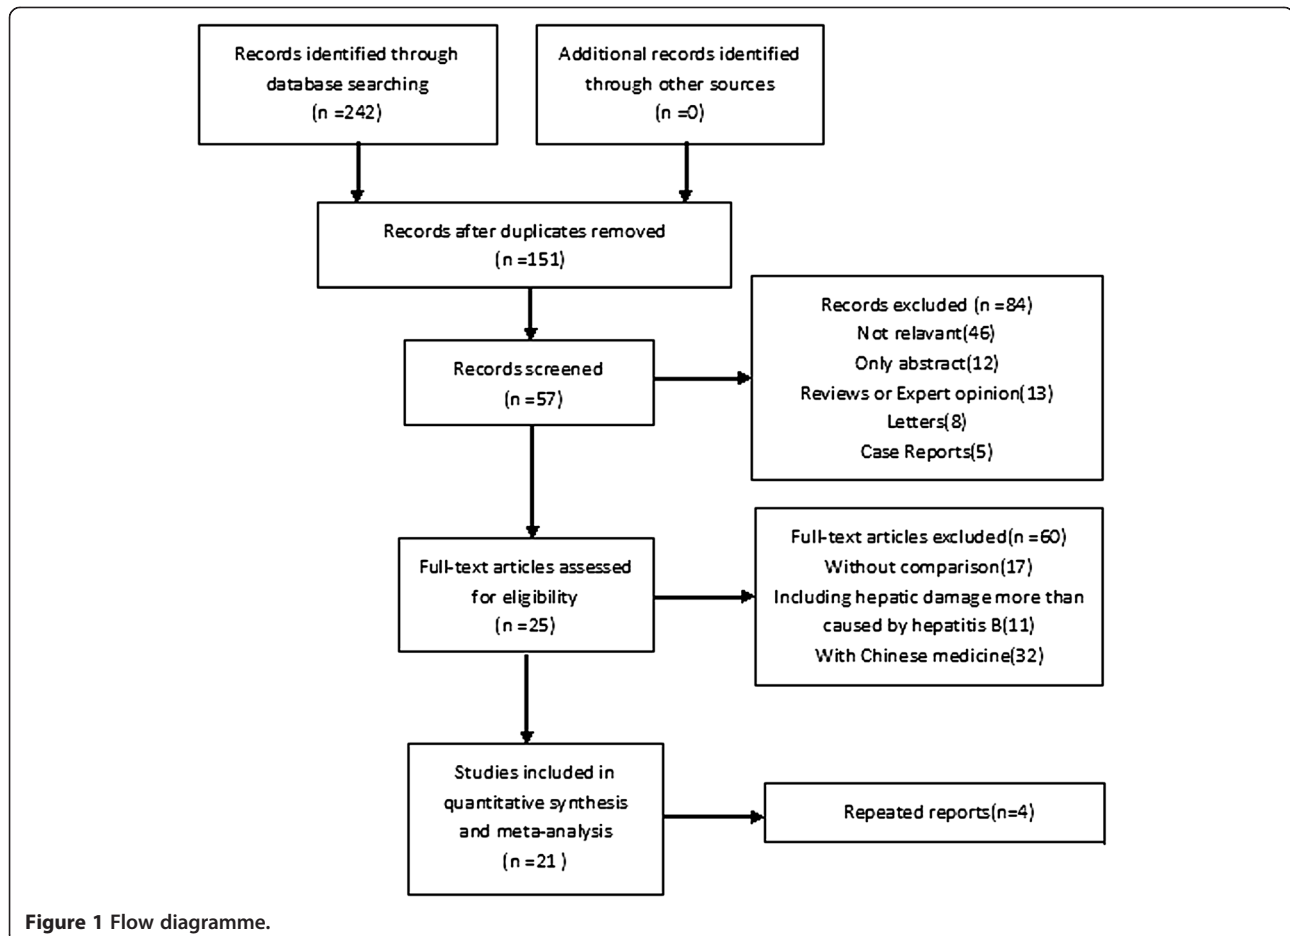 Records identified through
database searching
(n =242)
Additional records identified
through other sources
(n =0)
Records after duplicates removed
(n =151)
Records screened
(n =57)
Records excluded (n =84)
Not relavant(46)
Only abstract(12)
Reviews or Expert opinion(13)
Letters(8)
Case Reports(5)
Full-text articles assessed
for eligibility
(n =25)
Full-text articles excluded(n =60)
Without comparison(17)
Including hepatic damage more than
caused by hepatitis B(11)
With Chinese medicine(32)
Studies included in
quantitative synthesis
and meta-analysis
(n =21 )
Repeated reports(n=4)
Figure 1 Flow diagramme.